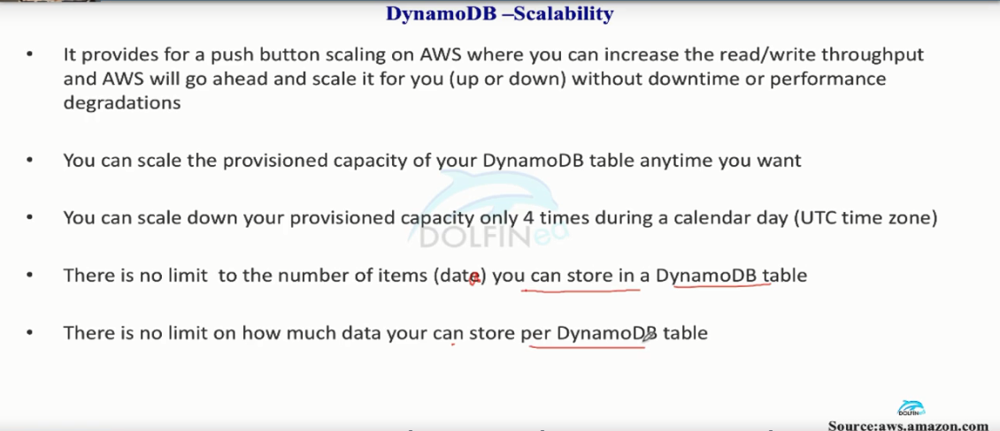 DynamoDB –Scalability
• It provides for a push button scaling on AWS where you can increase the read/write throughput
and AWS will go ahead and scale it for you (up or down) without downtime or performance
degradations
• You can scale the provisioned capacity of your DynamoDB table anytime you want
• You can scale down your provisioned capacity only 4 times during a calendar day (UTC time zone)
DOLFINed
• There is no limit to the number of items (data) you can store in a DynamoDB table
• There is no limit on how much data your can store per DynamoDB table
DOLFINed
Source:aws.amazon.com